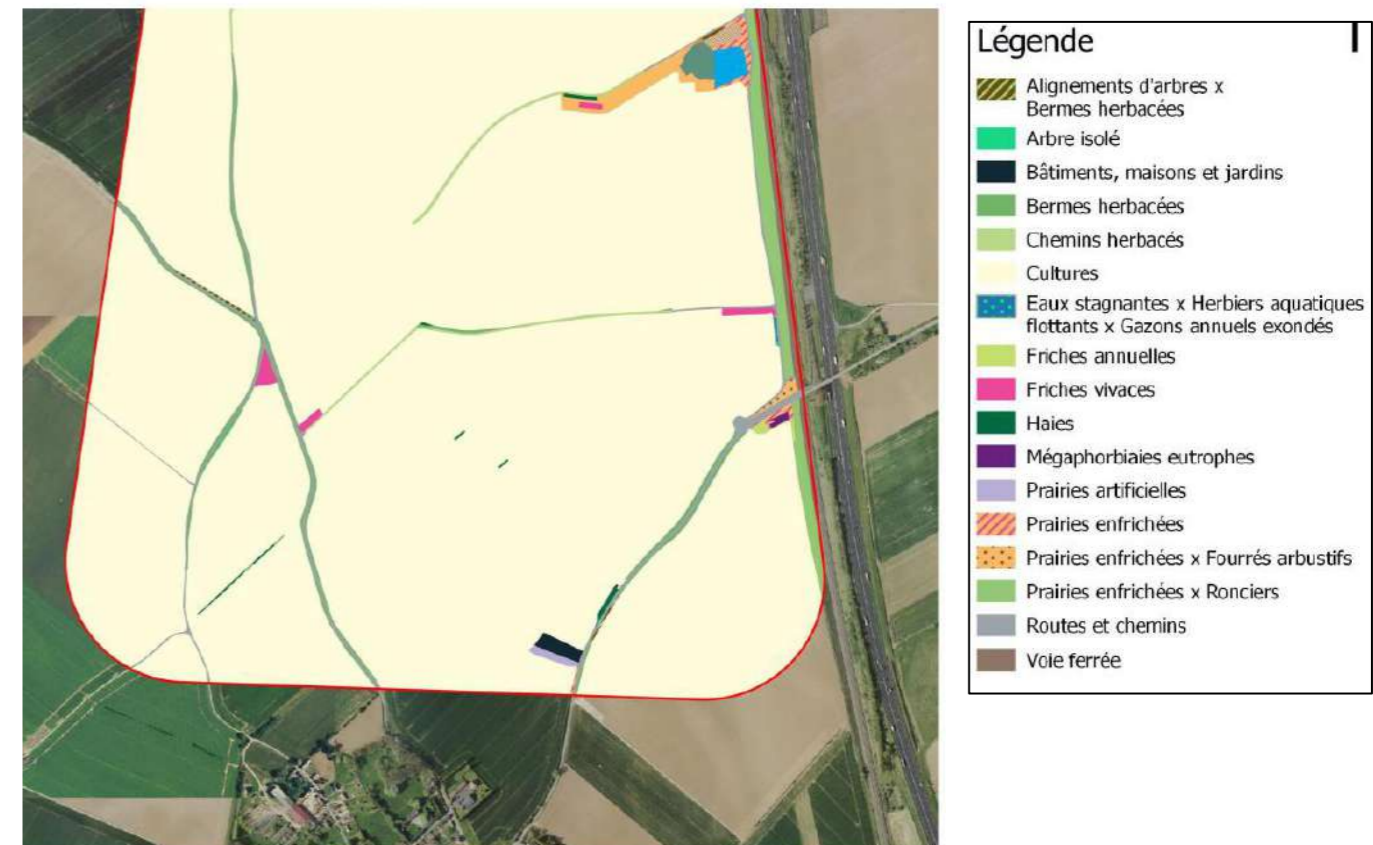 Légende
Alignements d'arbres x
Bermes herbacées
Arbre isolé
Bâtiments, maisons et jardins
Bermes herbacées
Chemins herbacés
Cultures
Eaux stagnantes x Herbiers aquatiques
flottants x Gazons annuels exondés
Friches annuelles
Friches vivaces
Haies
Mégaphorbiaies eutrophes
Prairies artificielles
Prairies enfrichées
Prairies enfrichées x Fourrés arbustifs
Prairies enfrichées x Ronciers
Routes et chemins
Voie ferrée